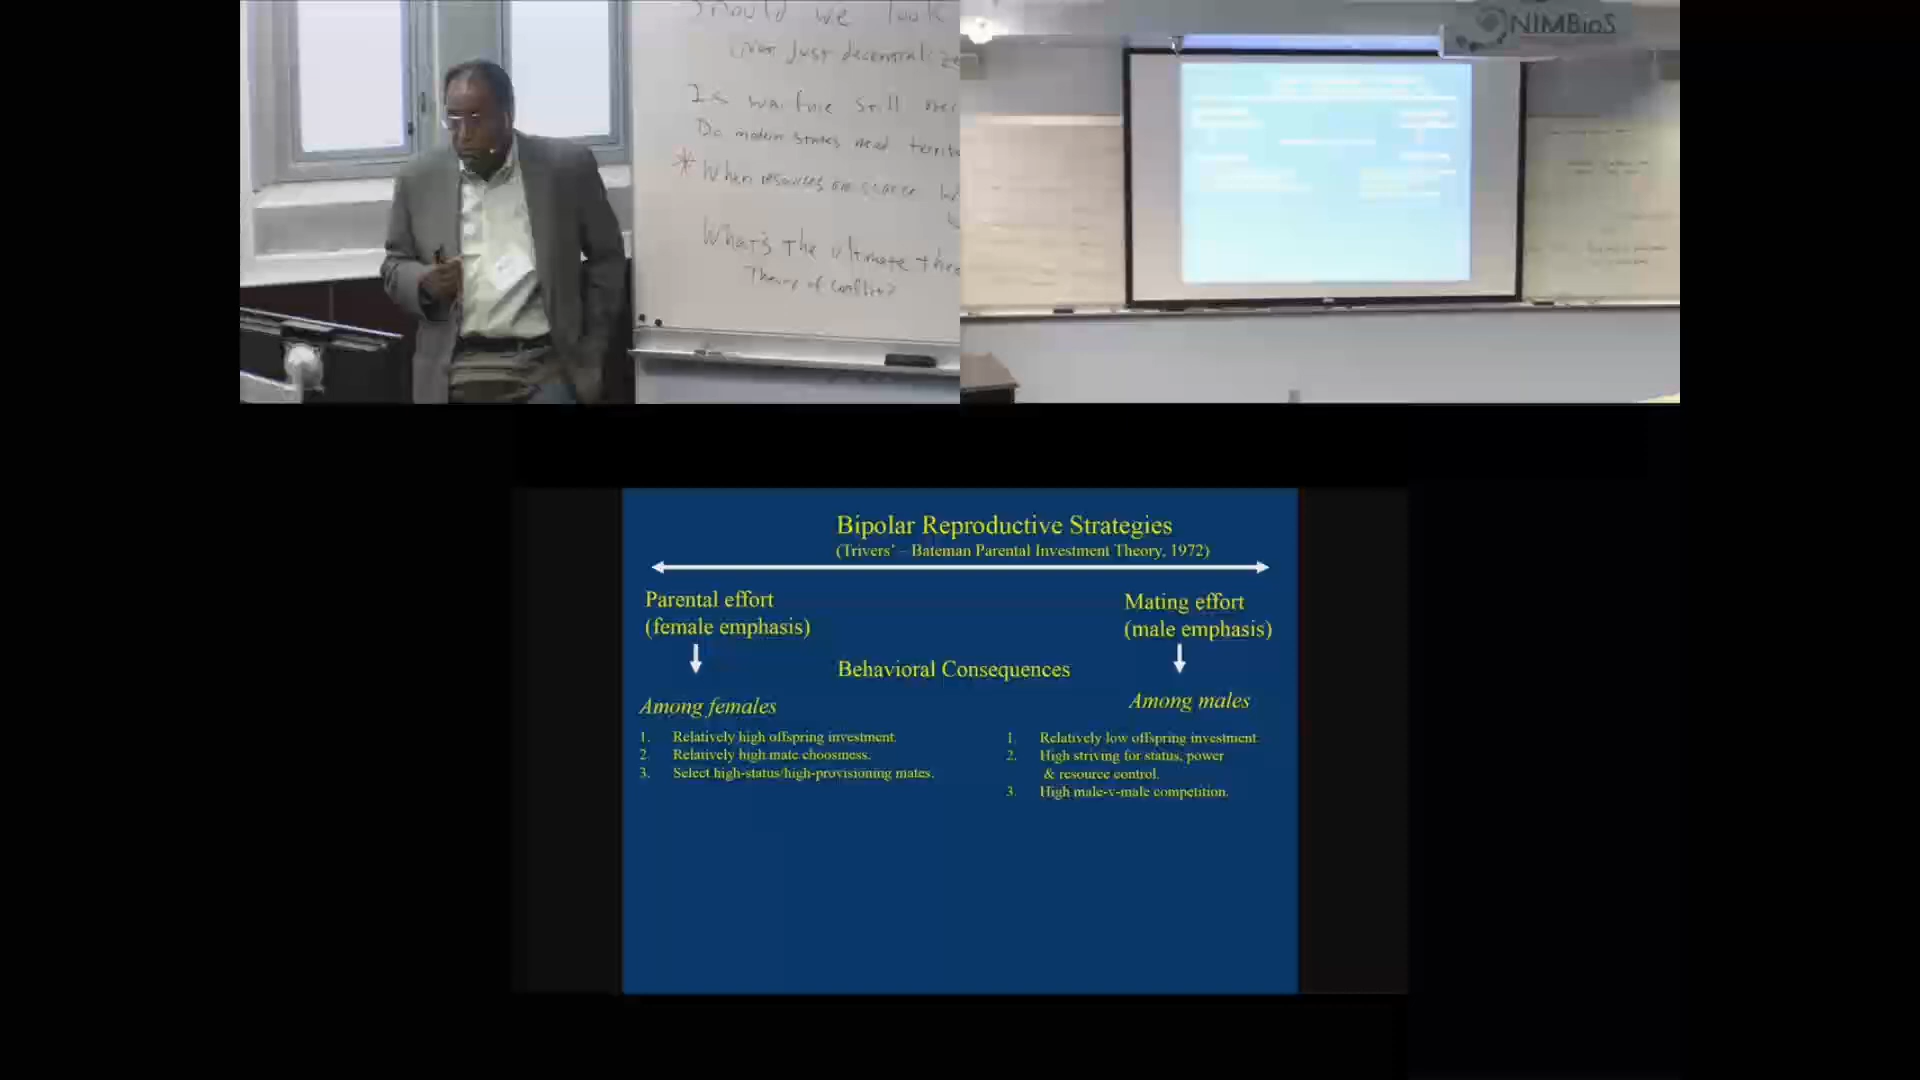 Should we look
just decentralize
Is warfare still
Do modern states need
* When resources are scarce
What's the ultimate
Theory of Conflict?
NIMBioS
Bipolar Reproductive Strategies
(Trivers' – Bateman Parental Investment Theory, 1972)
Parental effort
(female emphasis)
Mating effort
(male emphasis)
Behavioral Consequences
Among females
Among males
1. Relatively high offspring investment.
2. Relatively high mate choosiness.
3. Select high-status/high-provisioning mates.
1. Relatively low offspring investment.
2. High striving for status, power
& resource control.
3. High male-v-male competition.